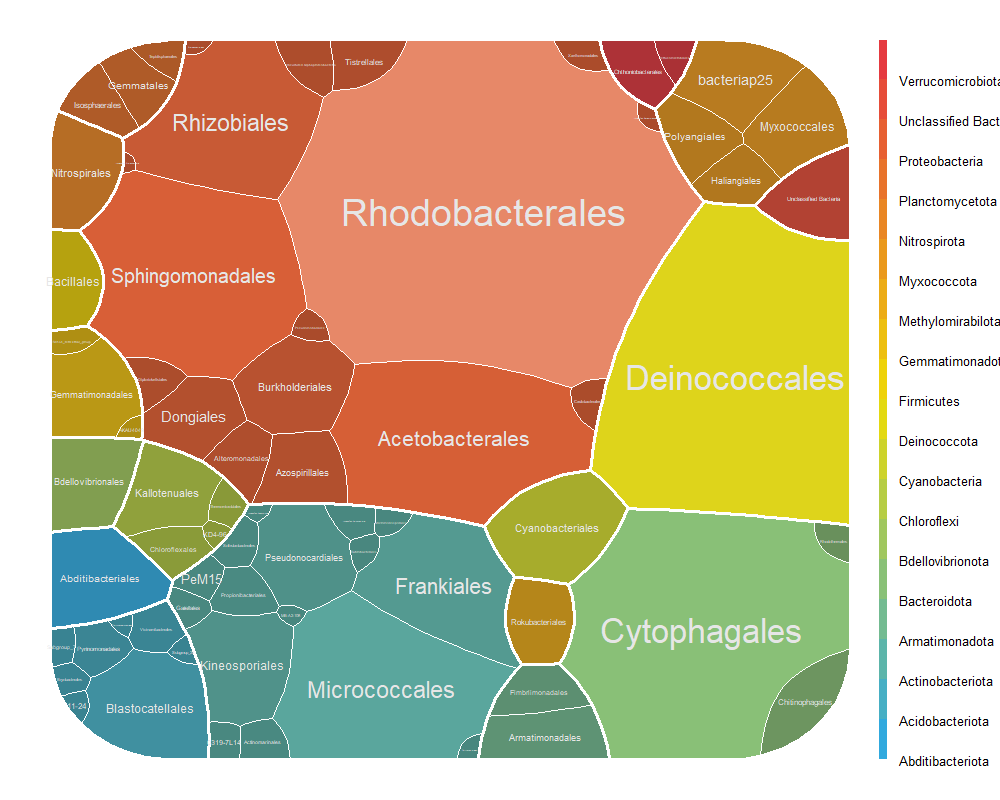 Tistrellales
Chthoniobacterales
bacteriap25
Gemmatales
Isosphaerales
Rhizobiales
Myxococcales
Polyangiales
Nitrospirales
Haliangiales
Unclassified Bacteria
Rhodobacterales
Sphingomonadales
Bacillales
Burkholderiales
Deinococcales
Gemmatimonadales
Dongiales
Acetobacterales
Alteromonadales
Azospirillales
Bdellovibrionales
Kallotenuales
Cyanobacteriales
Chloroflexales
KD4-96
Pseudonocardiales
Abditibacteriales
PeM15
Frankiales
Propionibacteriales
Rokubacteriales
Cytophagales
Pyrinomonadales
Kineosporiales
Micrococcales
Fimbriimonadales
Chitinophagales
11-24
Blastocatellales
Armatimonadales
Actinomarinales
Verrucomicrobiota
Unclassified Bact
Proteobacteria
Planctomycetota
Nitrospirota
Myxococcota
Methylomirabilota
Gemmatimonadot
Firmicutes
Deinococcota
Cyanobacteria
Chloroflexi
Bdellovibrionota
Bacteroidota
Armatimonadota
Actinobacteriota
Acidobacteriota
Abditibacteriota